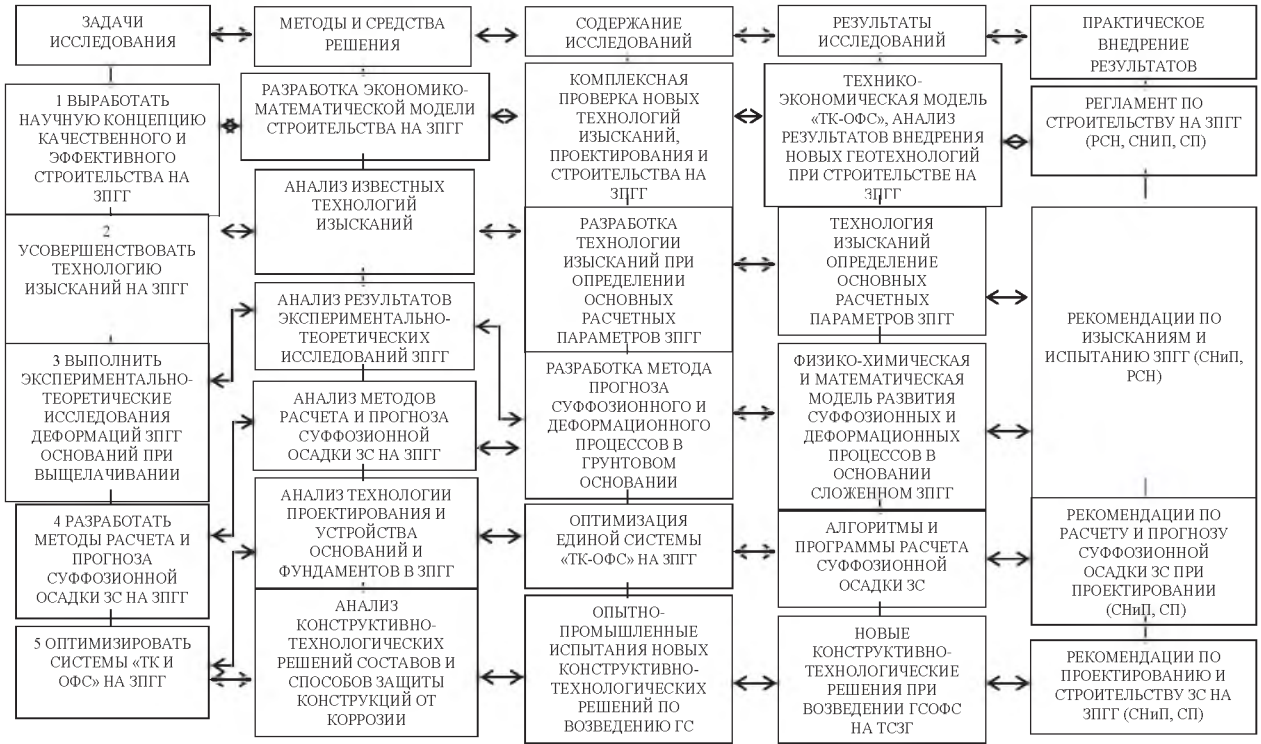 ЗАДАЧИ
ИССЛЕДОВАНИЯ
МЕТОДЫ И СРЕДСТВА
РЕШЕНИЯ
СОДЕРЖАНИЕ
ИССЛЕДОВАНИЙ
РЕЗУЛЬТАТЫ
ИССЛЕДОВАНИЙ
ПРАКТИЧЕСКОЕ
ВНЕДРЕНИЕ
РЕЗУЛЬТАТОВ
1 ВЫРАБОТАТЬ
НАУЧНУЮ КОНЦЕПЦИЮ
КАЧЕСТВЕННОГО И
ЭФФЕКТИВНОГО
СТРОИТЕЛЬСТВА НА
ЗПГГ
РАЗРАБОТКА ЭКОНОМИКО-
МАТЕМАТИЧЕСКОЙ МОДЕЛИ
СТРОИТЕЛЬСТВА НА ЗПГГ
КОМПЛЕКСНАЯ
ПРОВЕРКА НОВЫХ
ТЕХНОЛОГИЙ
ИЗЫСКАНИЙ,
ПРОЕКТИРОВАНИЯ И
СТРОИТЕЛЬСТВА НА
ЗПГГ
ТЕХНИКО-
ЭКОНОМИЧЕСКАЯ МОДЕЛЬ
«ТК-ОФС», АНАЛИЗ
РЕЗУЛЬТАТОВ ВНЕДРЕНИЯ
НОВЫХ ГЕОТЕХНОЛОГИЙ
ПРИ СТРОИТЕЛЬСТВЕ НА
ЗПГГ
РЕГЛАМЕНТ ПО
СТРОИТЕЛЬСТВУ НА ЗПГГ
(РСН, СНИП, СП)
2
УСОВЕРШЕНСТВОВАТЬ
ТЕХНОЛОГИЮ
ИЗЫСКАНИЙ НА ЗПГГ
АНАЛИЗ ИЗВЕСТНЫХ
ТЕХНОЛОГИЙ
ИЗЫСКАНИЙ
РАЗРАБОТКА
ТЕХНОЛОГИИ
ИЗЫСКАНИЙ ПРИ
ОПРЕДЕЛЕНИИ
ОСНОВНЫХ
РАСЧЕТНЫХ
ПАРАМЕТРОВ ЗПГГ
ТЕХНОЛОГИЯ
ИЗЫСКАНИЙ
ОПРЕДЕЛЕНИЕ
ОСНОВНЫХ
РАСЧЕТНЫХ
ПАРАМЕТРОВ ЗПГГ
РЕКОМЕНДАЦИИ ПО
ИЗЫСКАНИЯМ И
ИСПЫТАНИЮ ЗПГГ (СНиП,
РСН)
3 ВЫПОЛНИТЬ
ЭКСПЕРИМЕНТАЛЬНО-
ТЕОРЕТИЧЕСКИЕ
ИССЛЕДОВАНИЯ
ДЕФОРМАЦИЙ ЗПГГ
ОСНОВАНИЙ ПРИ
ВЫЩЕЛАЧИВАНИИ
АНАЛИЗ РЕЗУЛЬТАТОВ
ЭКСПЕРИМЕНТАЛЬНО-
ТЕОРЕТИЧЕСКИХ
ИССЛЕДОВАНИЙ ЗПГГ
АНАЛИЗ МЕТОДОВ
РАСЧЕТА И ПРОГНОЗА
СУФФОЗИОННОЙ
ОСАДКИ ЗС НА ЗПГГ
РАЗРАБОТКА МЕТОДА
ПРОГНОЗА
СУФФОЗИОННОГО И
ДЕФОРМАЦИОННОГО
ПРОЦЕССОВ В
ГРУНТОВОМ
ОСНОВАНИИ
ФИЗИКО-ХИМИЧЕСКАЯ
И МАТЕМАТИЧЕСКАЯ
МОДЕЛЬ РАЗВИТИЯ
СУФФОЗИОННЫХ И
ДЕФОРМАЦИОННЫХ
ПРОЦЕССОВ В
ОСНОВАНИИ
СЛОЖЕННОМ ЗПГГ
4 РАЗРАБОТАТЬ
МЕТОДЫ РАСЧЕТА И
ПРОГНОЗА
СУФФОЗИОННОЙ
ОСАДКИ ЗС НА ЗПГГ
АНАЛИЗ ТЕХНОЛОГИИ
ПРОЕКТИРОВАНИЯ И
УСТРОЙСТВА
ОСНОВАНИЙ И
ФУНДАМЕНТОВ В ЗПГГ
ОПТИМИЗАЦИЯ
ЕДИНОЙ СИСТЕМЫ
«ТК-ОФС» НА ЗПГГ
АЛГОРИТМЫ И
ПРОГРАММЫ РАСЧЕТА
СУФФОЗИОННОЙ
ОСАДКИ ЗС
РЕКОМЕНДАЦИИ ПО
РАСЧЕТУ И ПРОГНОЗУ
СУФФОЗИОННОЙ
ОСАДКИ ЗС ПРИ
ПРОЕКТИРОВАНИИ
(СНиП, СП)
5 ОПТИМИЗИРОВАТЬ
СИСТЕМЫ «ТК И
ОФС» НА ЗПГГ
АНАЛИЗ
КОНСТРУКТИВНО-
ТЕХНОЛОГИЧЕСКИХ
РЕШЕНИЙ СОСТАВОВ И
СПОСОБОВ ЗАЩИТЫ
КОНСТРУКЦИЙ ОТ
КОРРОЗИИ
ОПЫТНО-
ПРОМЫШЛЕННЫЕ
ИСПЫТАНИЯ НОВЫХ
КОНСТРУКТИВНО-
ТЕХНОЛОГИЧЕСКИХ
РЕШЕНИЙ ПО
ВОЗВЕДЕНИЮ ГС
НОВЫЕ
КОНСТРУКТИВНО-
ТЕХНОЛОГИЧЕСКИЕ
РЕШЕНИЯ ПРИ
ВОЗВЕДЕНИИ ГСОФС
НА ТСЗГ
РЕКОМЕНДАЦИИ ПО
ПРОЕКТИРОВАНИЮ И
СТРОИТЕЛЬСТВУ ЗС НА
ЗПГГ (СНиП, СП)